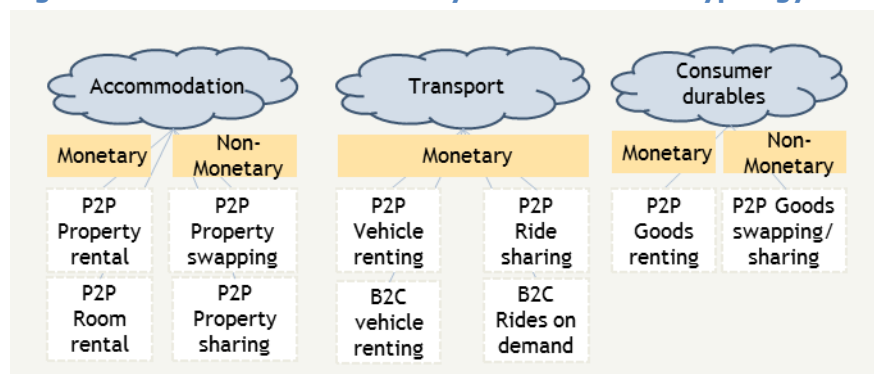 Accommodation
Transport
Consumer
durables
Monetary
Non-
Monetary
Monetary
Monetary
Non-
Monetary
P2P
Property
rental
P2P
Property
swapping
P2P
Vehicle
renting
P2P
Ride
sharing
P2P
Goods
renting
P2P Goods
swapping/
sharing
P2P
Room
rental
P2P
Property
sharing
B2C
vehicle
renting
B2C
Rides on
demand